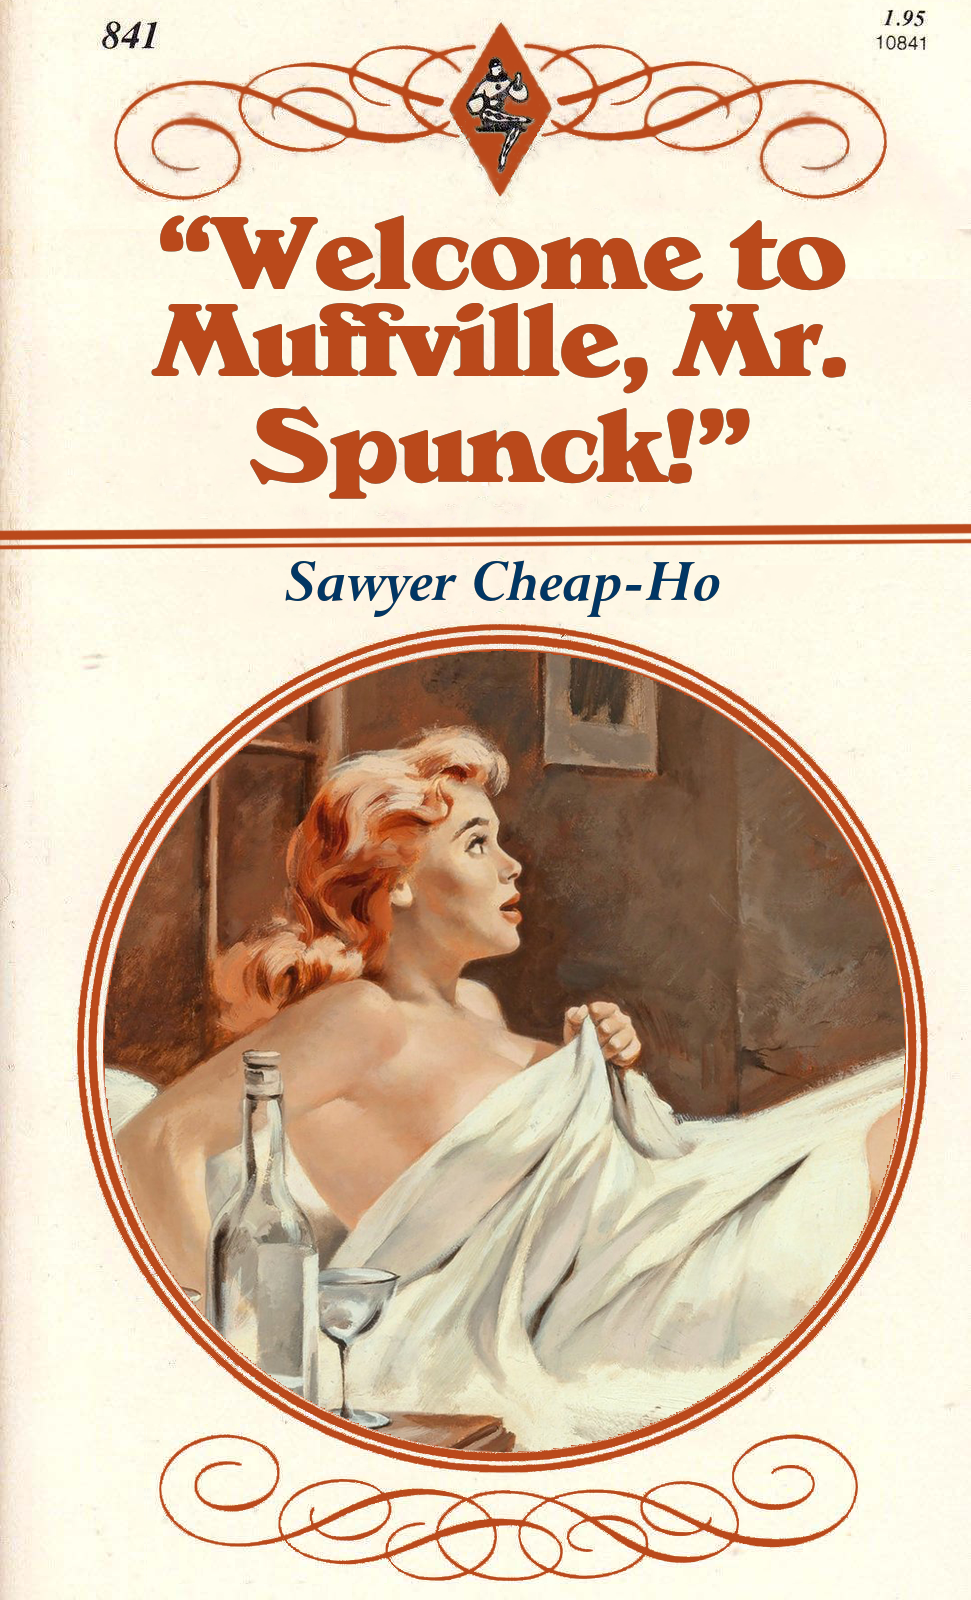 841
1.95
10841
“Welcome to
Muffville, Mr.
Spunck!”
Sawyer Cheap-Ho